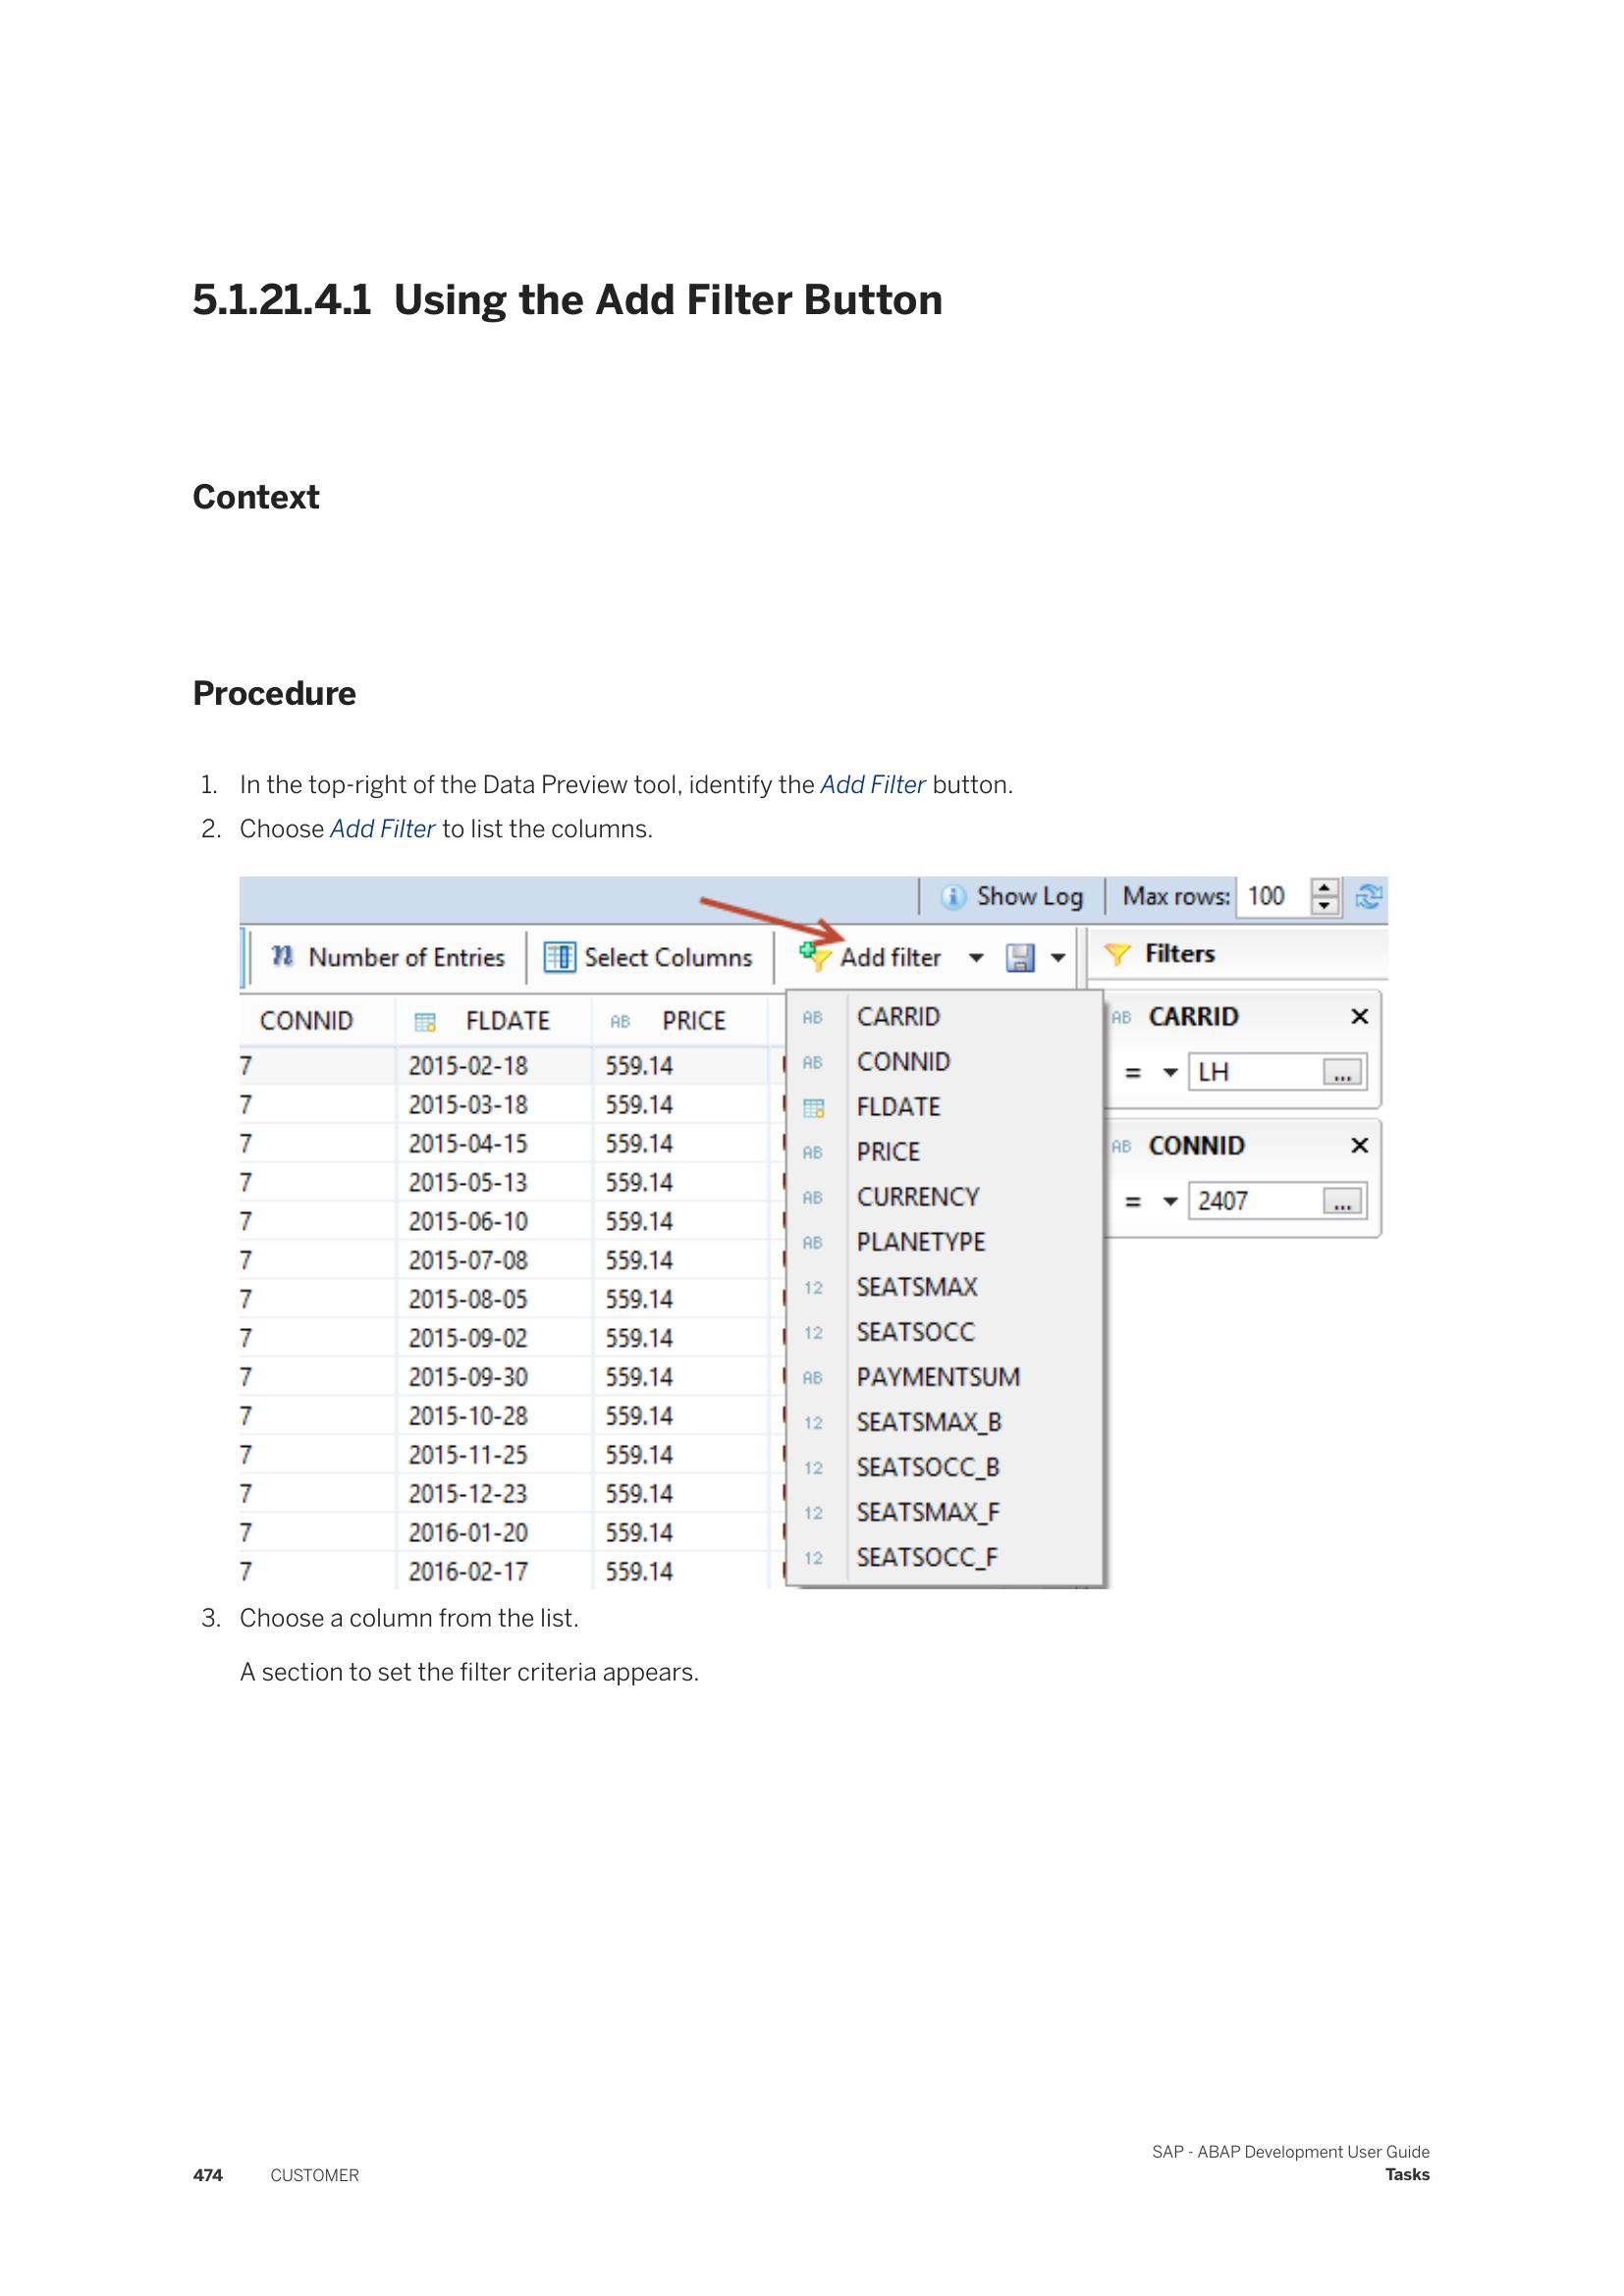 5.1.21.4.1 Using the Add Filter Button
Context
Procedure
1. In the top-right of the Data Preview tool, identify the Add Filter button.
2. Choose Add Filter to list the columns.
Show Log Max rows: 100
n Number of Entries Select Columns Add filter Filters
CONNID FLDATE AB PRICE
7 2015-02-18 559.14
7 2015-03-18 559.14
7 2015-04-15 559.14
7 2015-05-13 559.14
7 2015-06-10 559.14
7 2015-07-08 559.14
7 2015-08-05 559.14
7 2015-09-02 559.14
7 2015-09-30 559.14
7 2015-10-28 559.14
7 2015-11-25 559.14
7 2015-12-23 559.14
7 2016-01-20 559.14
7 2016-02-17 559.14
AB CARRID
AB CONNID
FLDATE
AB PRICE
AB CURRENCY
AB PLANETYPE
12 SEATSMAX
12 SEATSOCC
AB PAYMENTSUM
12 SEATSMAX_B
12 SEATSOCC_B
12 SEATSMAX_F
12 SEATSOCC_F
AB CARRID
= LH ...
AB CONNID
= 2407 ...
3. Choose a column from the list.
A section to set the filter criteria appears.
SAP - ABAP Development User Guide
474 CUSTOMER Tasks